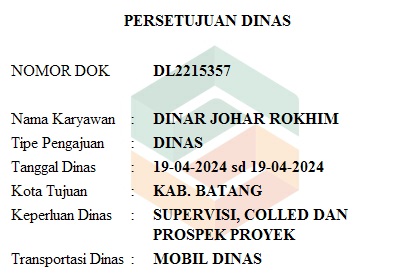 PERSETUJUAN DINAS
NOMOR DOK DL2215357
Nama Karyawan : DINAR JOHAR ROKHIM
Tipe Pengajuan : DINAS
Tanggal Dinas : 19-04-2024 sd 19-04-2024
Kota Tujuan : KAB. BATANG
Keperluan Dinas : SUPERVISI, COLLED DAN
PROSPEK PROYEK
Transportasi Dinas : MOBIL DINAS